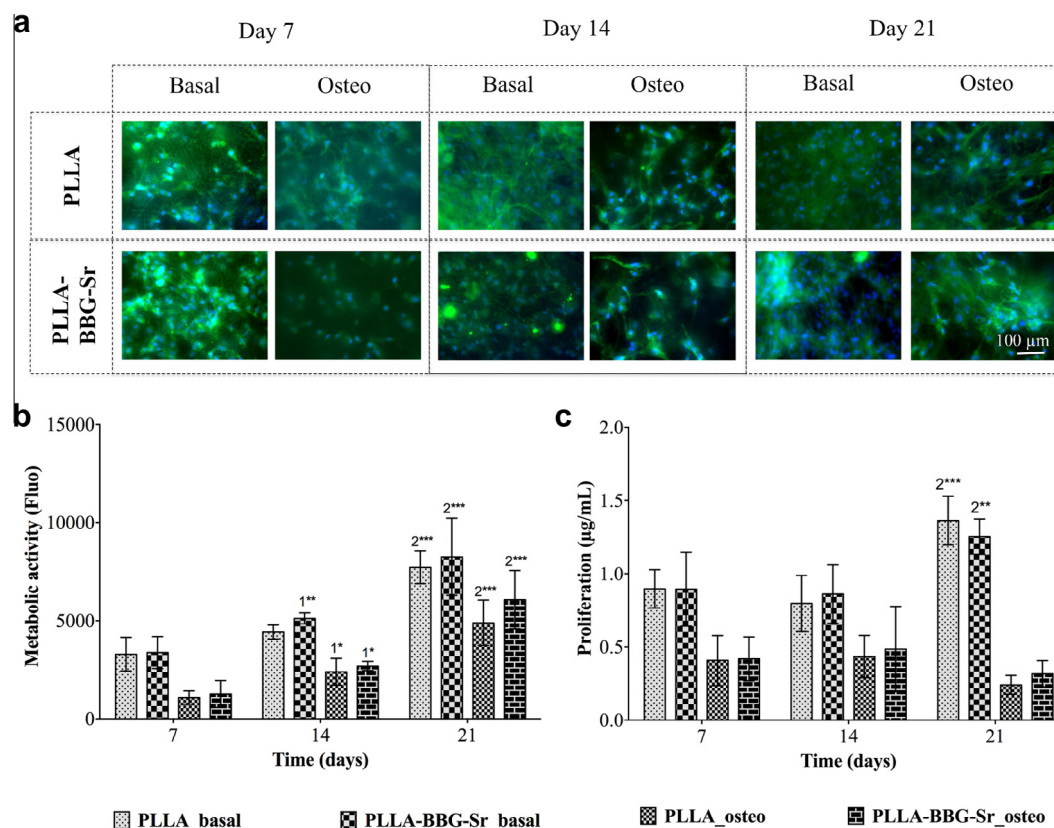 a
Day 7 Day 14 Day 21
Basal Osteo Basal Osteo Basal Osteo
PLLA
PLLA-
BBG-Sr
100 µm
b
15000
10000
5000
0
Metabolic activity (Fluo)
1** 1* 1*
2*** 2*** 2*** 2***
7 14 21
Time (days)
c
2.0
1.5
1.0
0.5
0.0
Proliferation (µg/mL)
2*** 2**
7 14 21
Time (days)
PLLA_basal PLLA-BBG-Sr_basal PLLA_osteo PLLA-BBG-Sr_osteo